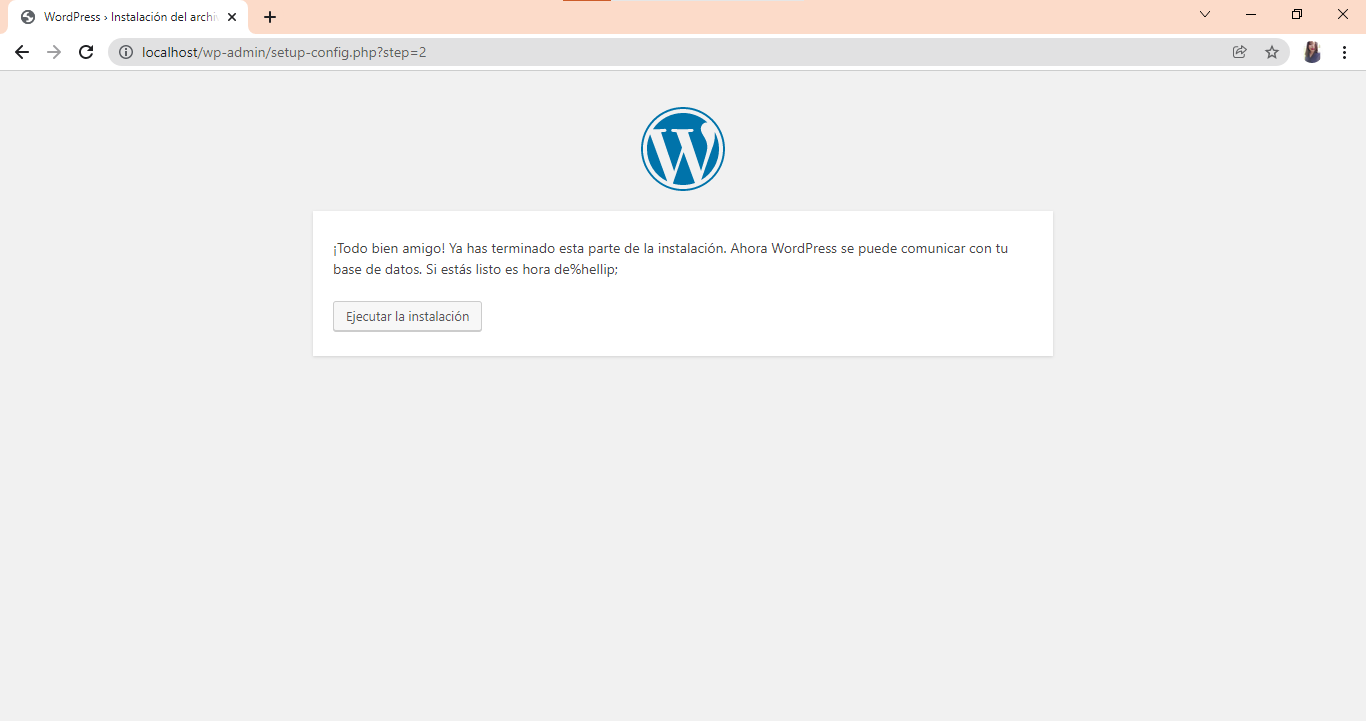 WordPress › Instalación del archi
localhost/wp-admin/setup-config.php?step=2
¡Todo bien amigo! Ya has terminado esta parte de la instalación. Ahora WordPress se puede comunicar con tu
base de datos. Si estás listo es hora de%hellip;
Ejecutar la instalación